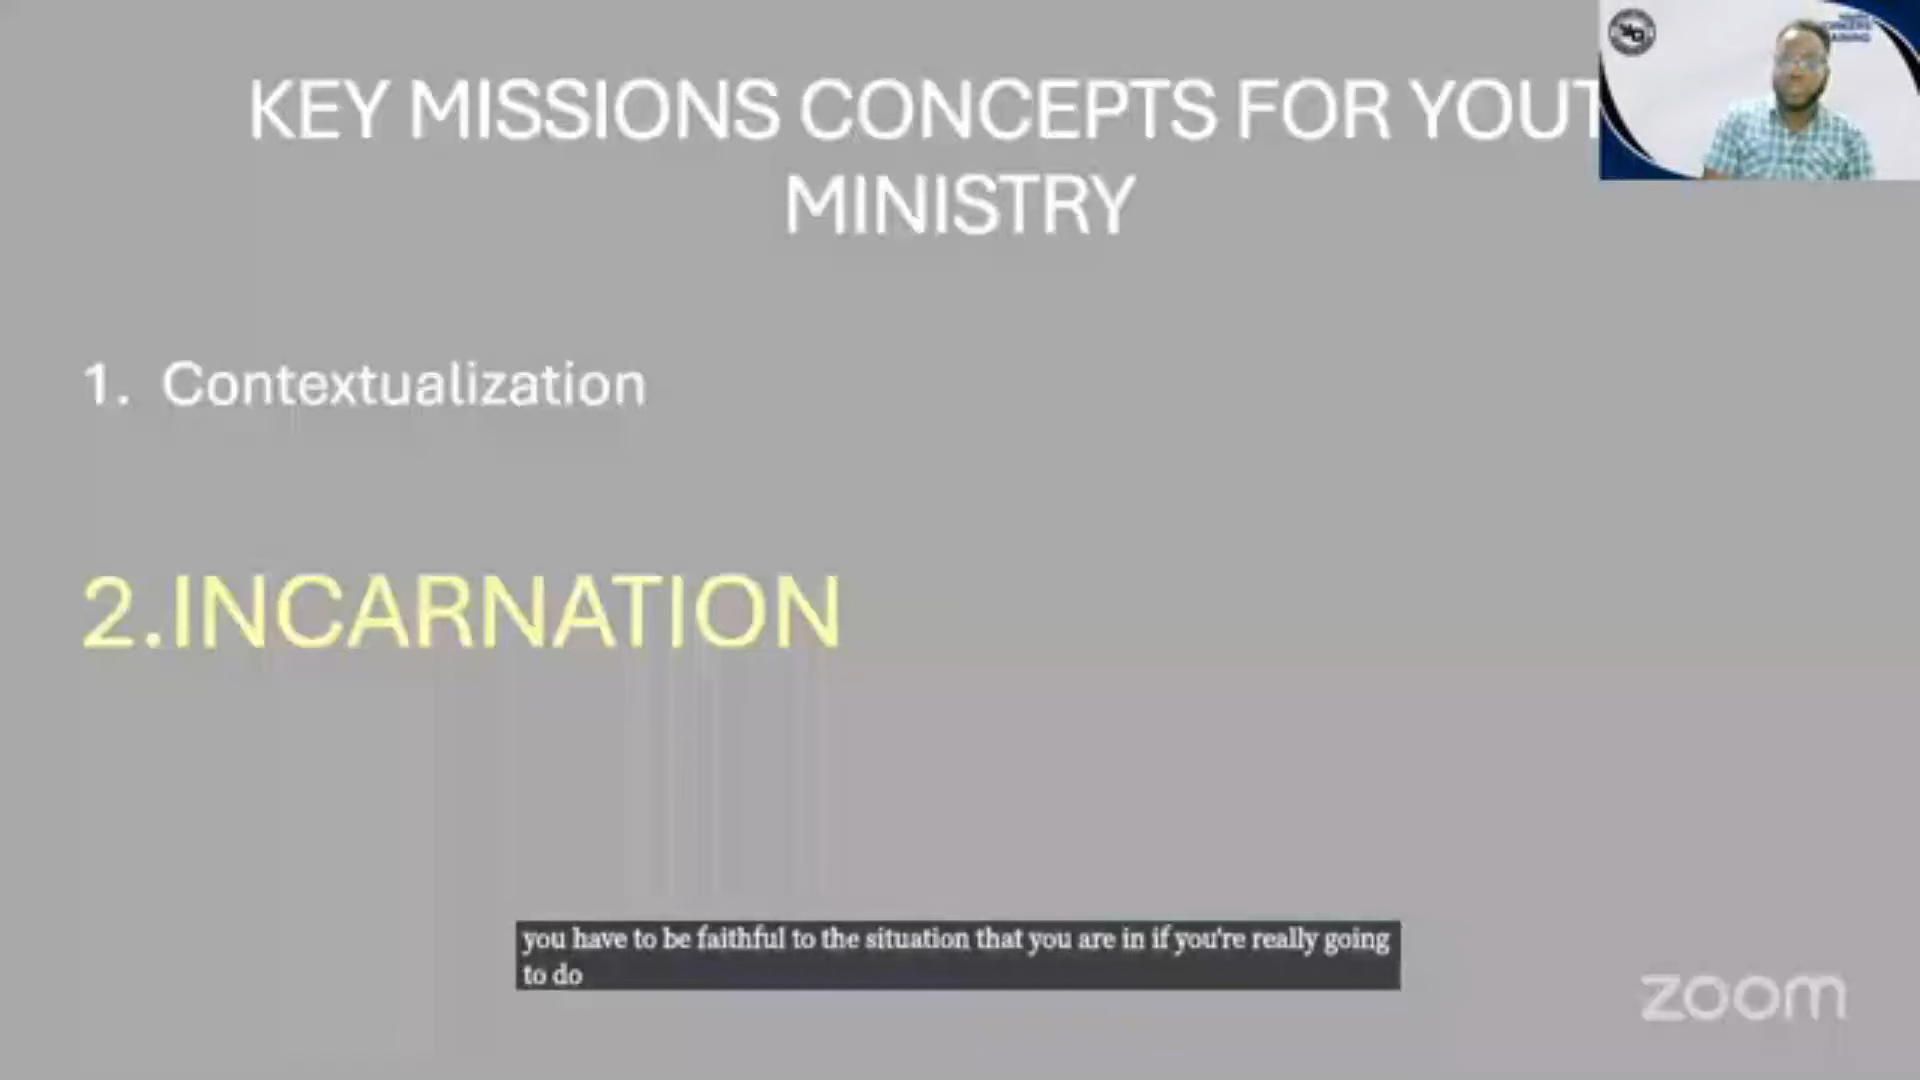 KEY MISSIONS CONCEPTS FOR YOUT
MINISTRY
1. Contextualization
2.INCARNATION
you have to be faithful to the situation that you are in if you're really going
to do
zoom